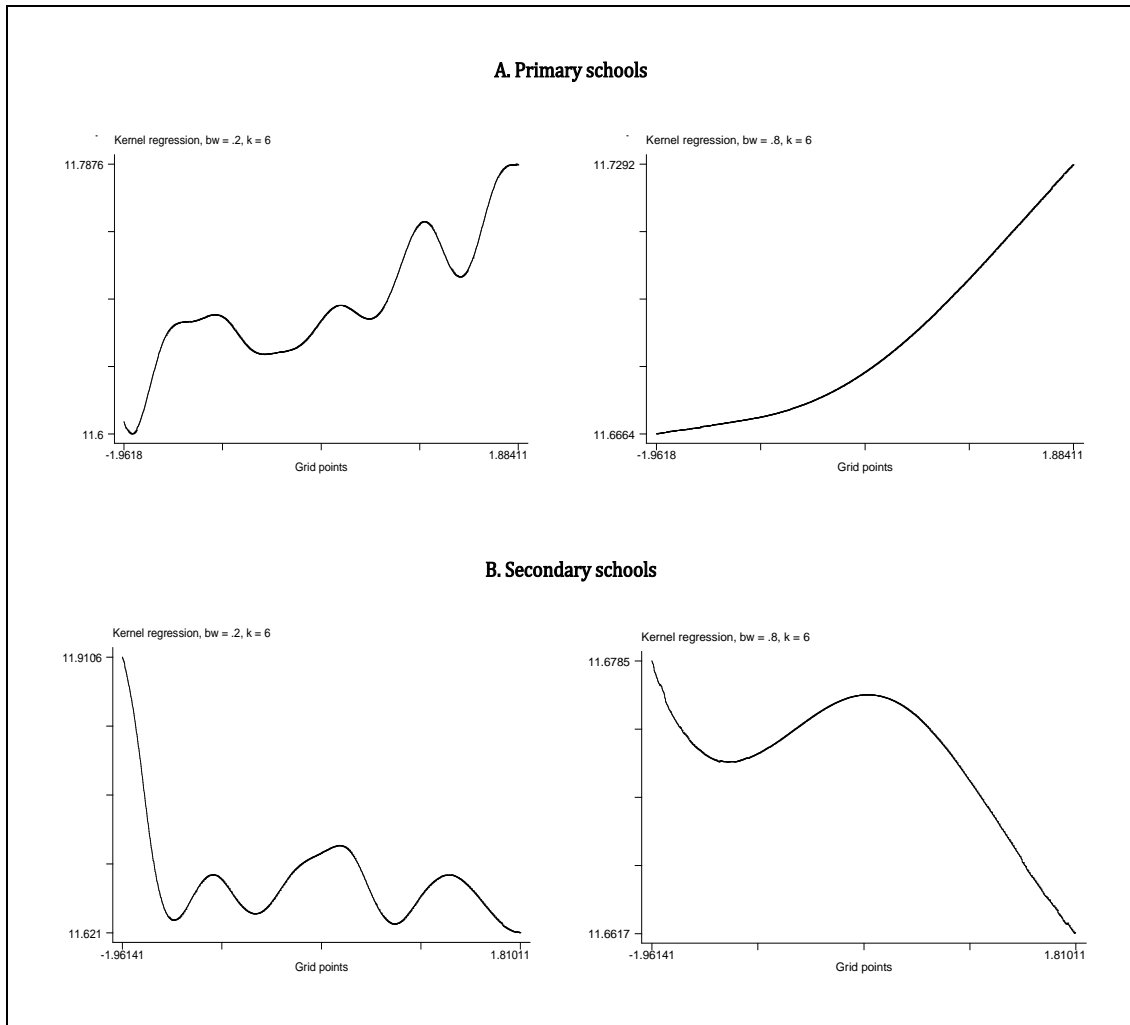 A. Primary schools
Kernel regression, bw = .2, k = 6
11.7876
11.6
-1.9618
1.88411
Grid points
Kernel regression, bw = .8, k = 6
11.7292
11.6664
-1.9618
1.88411
Grid points
B. Secondary schools
Kernel regression, bw = .2, k = 6
11.9106
11.621
-1.96141
1.81011
Grid points
Kernel regression, bw = .8, k = 6
11.6785
11.6617
-1.96141
1.81011
Grid points